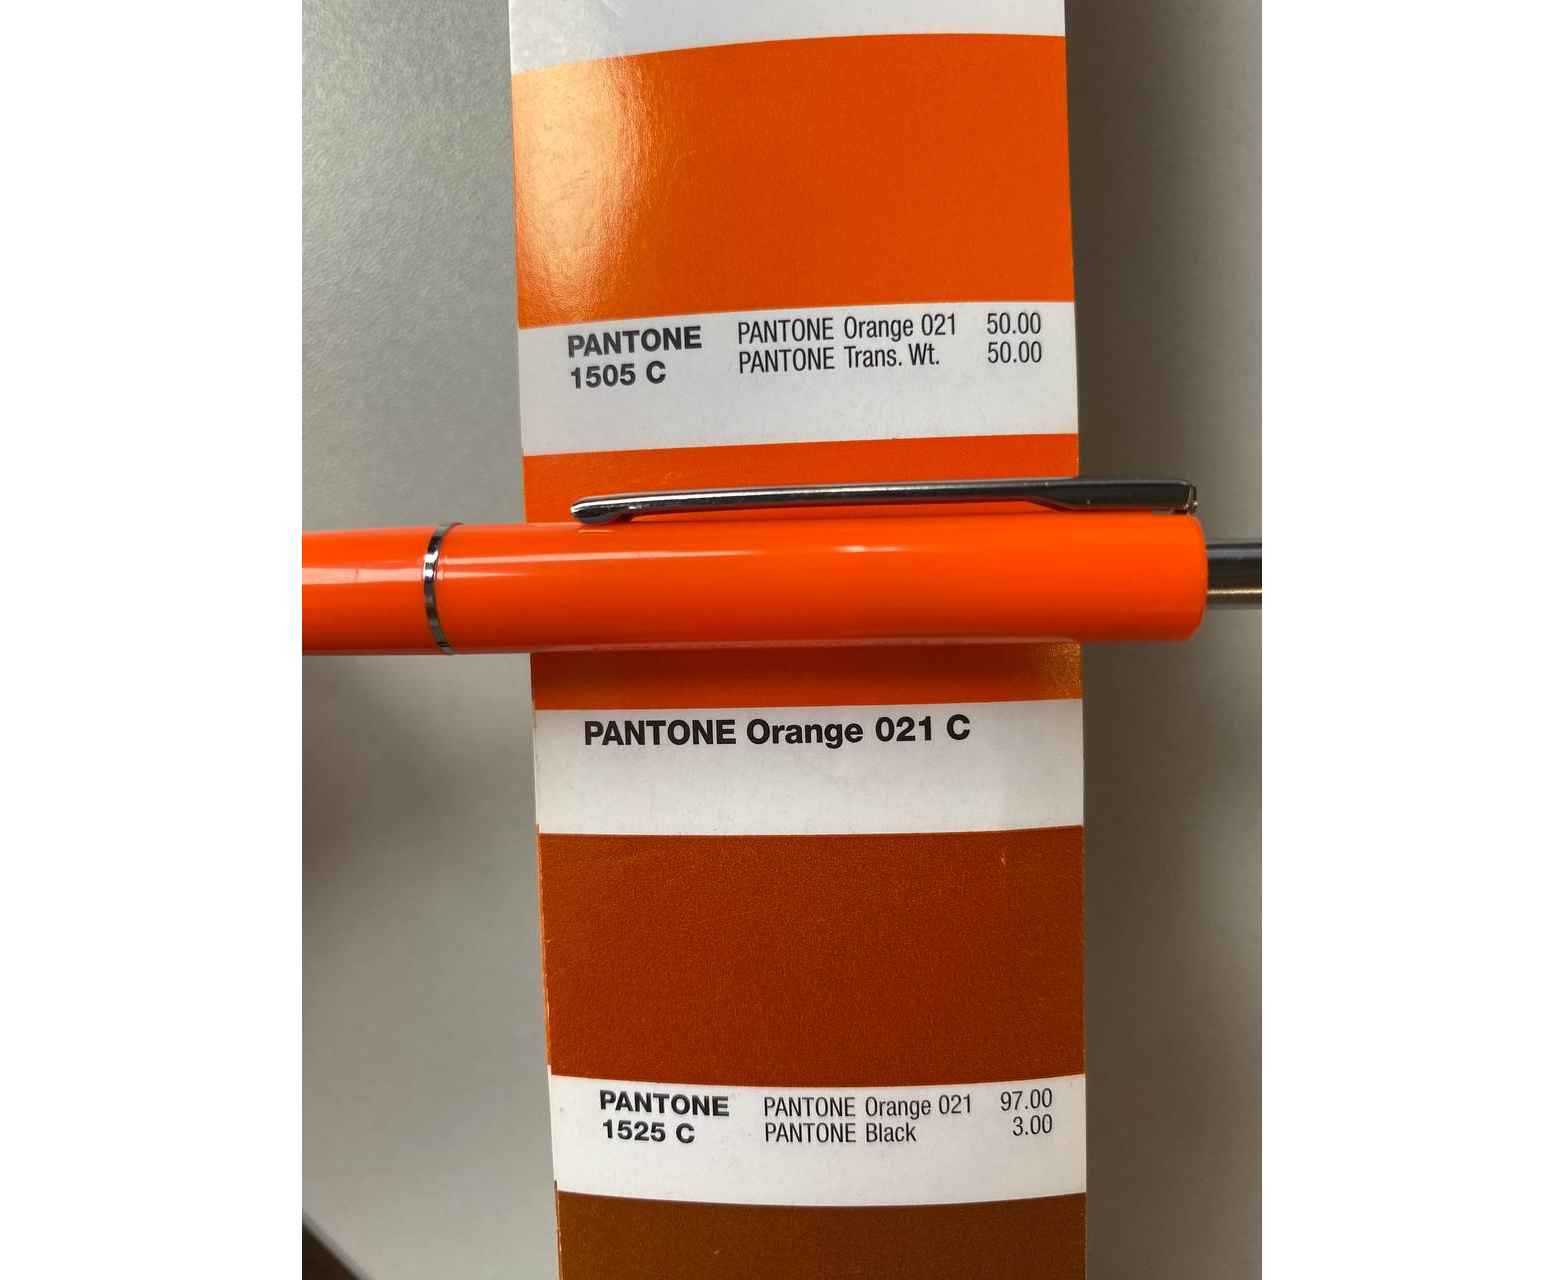 PANTONE
1505 C
PANTONE Orange 021 50.00
PANTONE Trans. Wt. 50.00
PANTONE Orange 021 C
PANTONE
1525 C
PANTONE Orange 021 97.00
PANTONE Black 3.00